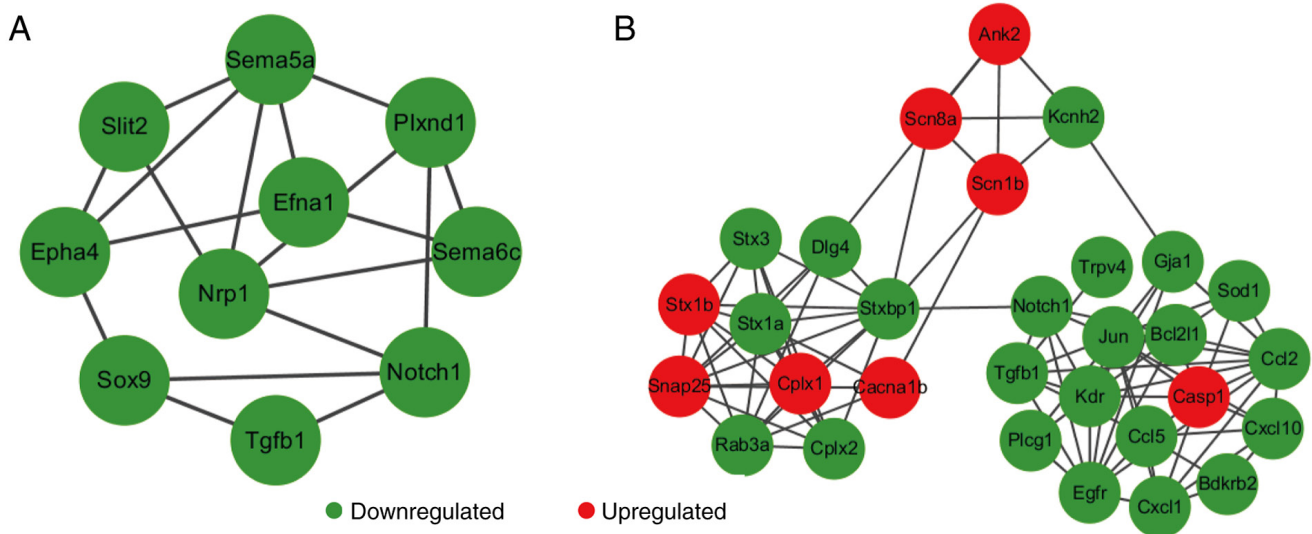 A
B
Sema5a
Slit2
Plxnd1
Efna1
Epha4
Sema6c
Nrp1
Sox9
Notch1
Tgfb1
Ank2
Scn8a
Kcnh2
Scn1b
Stx3
Dlg4
Stx1b
Stx1a
Stxbp1
Snap25
Cplx1
Cacna1b
Rab3a
Cplx2
Trpv4
Gja1
Sod1
Notch1
Jun
Bcl2l1
Ccl2
Tgfb1
Kdr
Casp1
Plcg1
Ccl5
Cxcl10
Egfr
Cxcl1
Bdkrb2
Downregulated
Upregulated